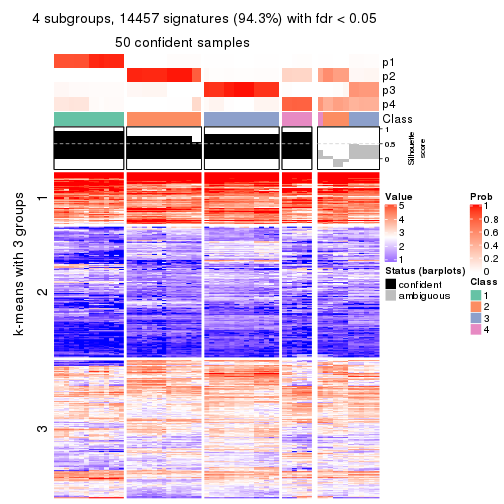 4 subgroups, 14457 signatures (94.3%) with fdr < 0.05
50 confident samples
p1
p2
p3
p4
Class
1
0.5
0
Silhouette
score
k-means with 3 groups
1
2
3
Value
5
4
3
2
1
Status (barplots)
confident
ambiguous
Prob
1
0.8
0.6
0.4
0.2
0
Class
1
2
3
4